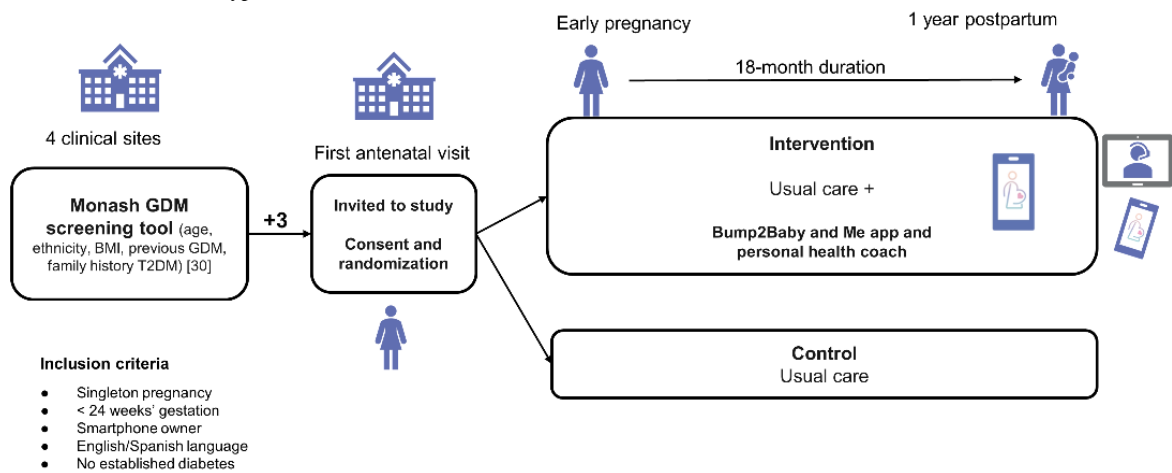 Early pregnancy
1 year postpartum
18-month duration
4 clinical sites
First antenatal visit
Monash GDM
screening tool (age,
ethnicity, BMI, previous GDM,
family history T2DM) [30]
+3
Invited to study
Consent and
randomization
Intervention
Usual care +
Bump2Baby and Me app and
personal health coach
Control
Usual care
Inclusion criteria
● Singleton pregnancy
● < 24 weeks’ gestation
● Smartphone owner
● English/Spanish language
● No established diabetes